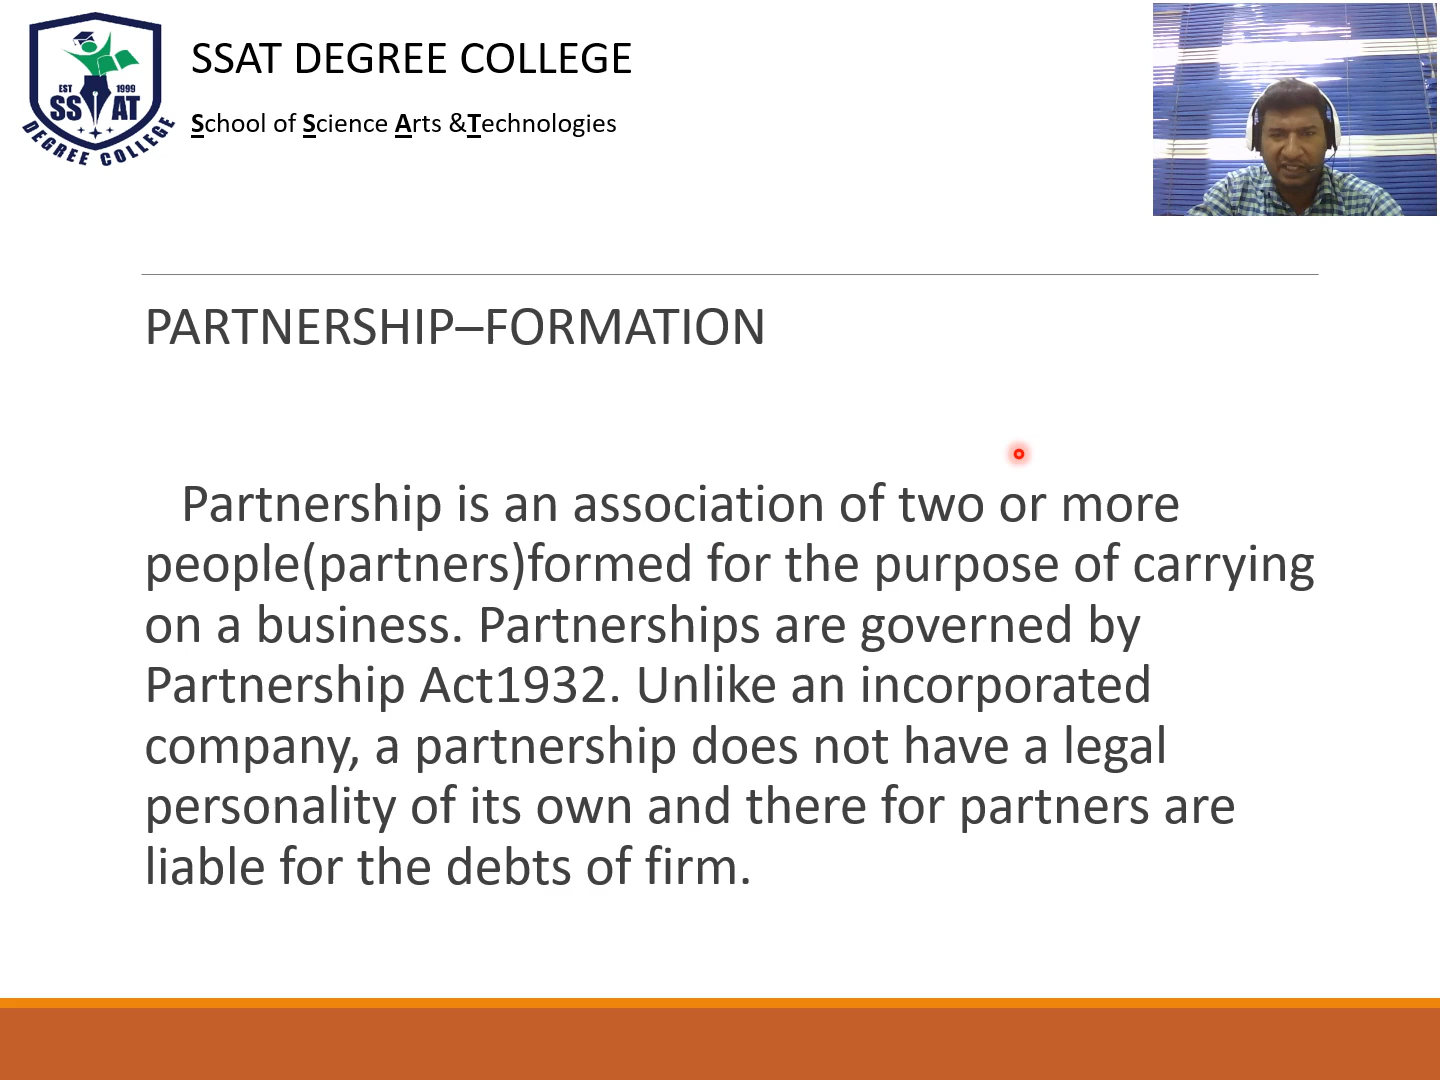 EST 1999
SSAT
DEGREE COLLEGE
SSAT DEGREE COLLEGE
School of Science Arts &Technologies
PARTNERSHIP–FORMATION
Partnership is an association of two or more
people(partners)formed for the purpose of carrying
on a business. Partnerships are governed by
Partnership Act1932. Unlike an incorporated
company, a partnership does not have a legal
personality of its own and there for partners are
liable for the debts of firm.